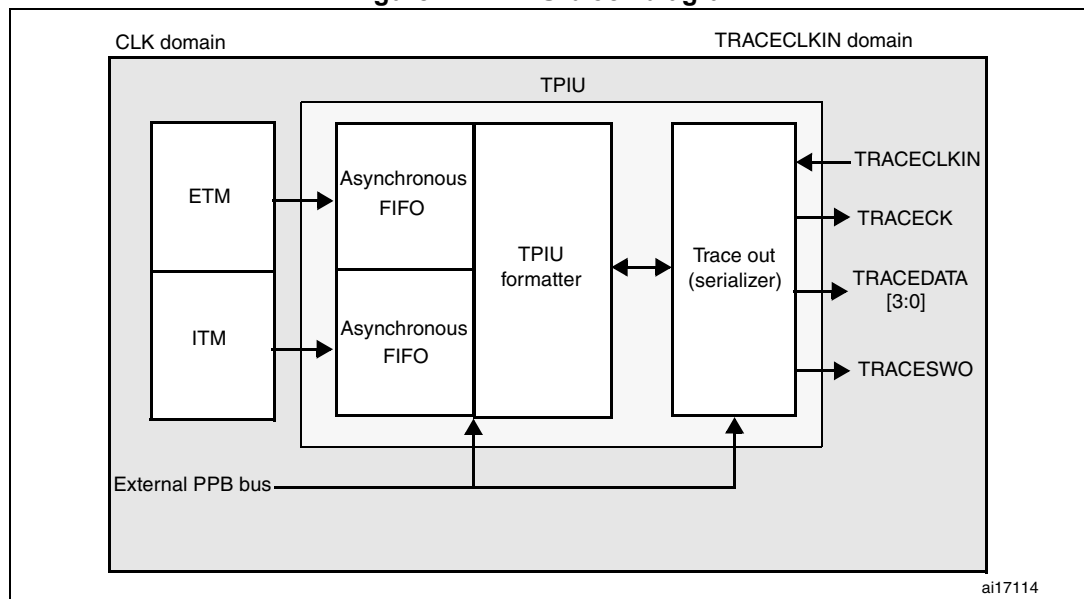 CLK domain
TRACECLKIN domain
TPIU
ETM
Asynchronous
FIFO
TPIU
formatter
Trace out
(serializer)
TRACECLKIN
TRACECK
TRACEDATA
[3:0]
TRACESWO
ITM
Asynchronous
FIFO
External PPB bus
ai17114